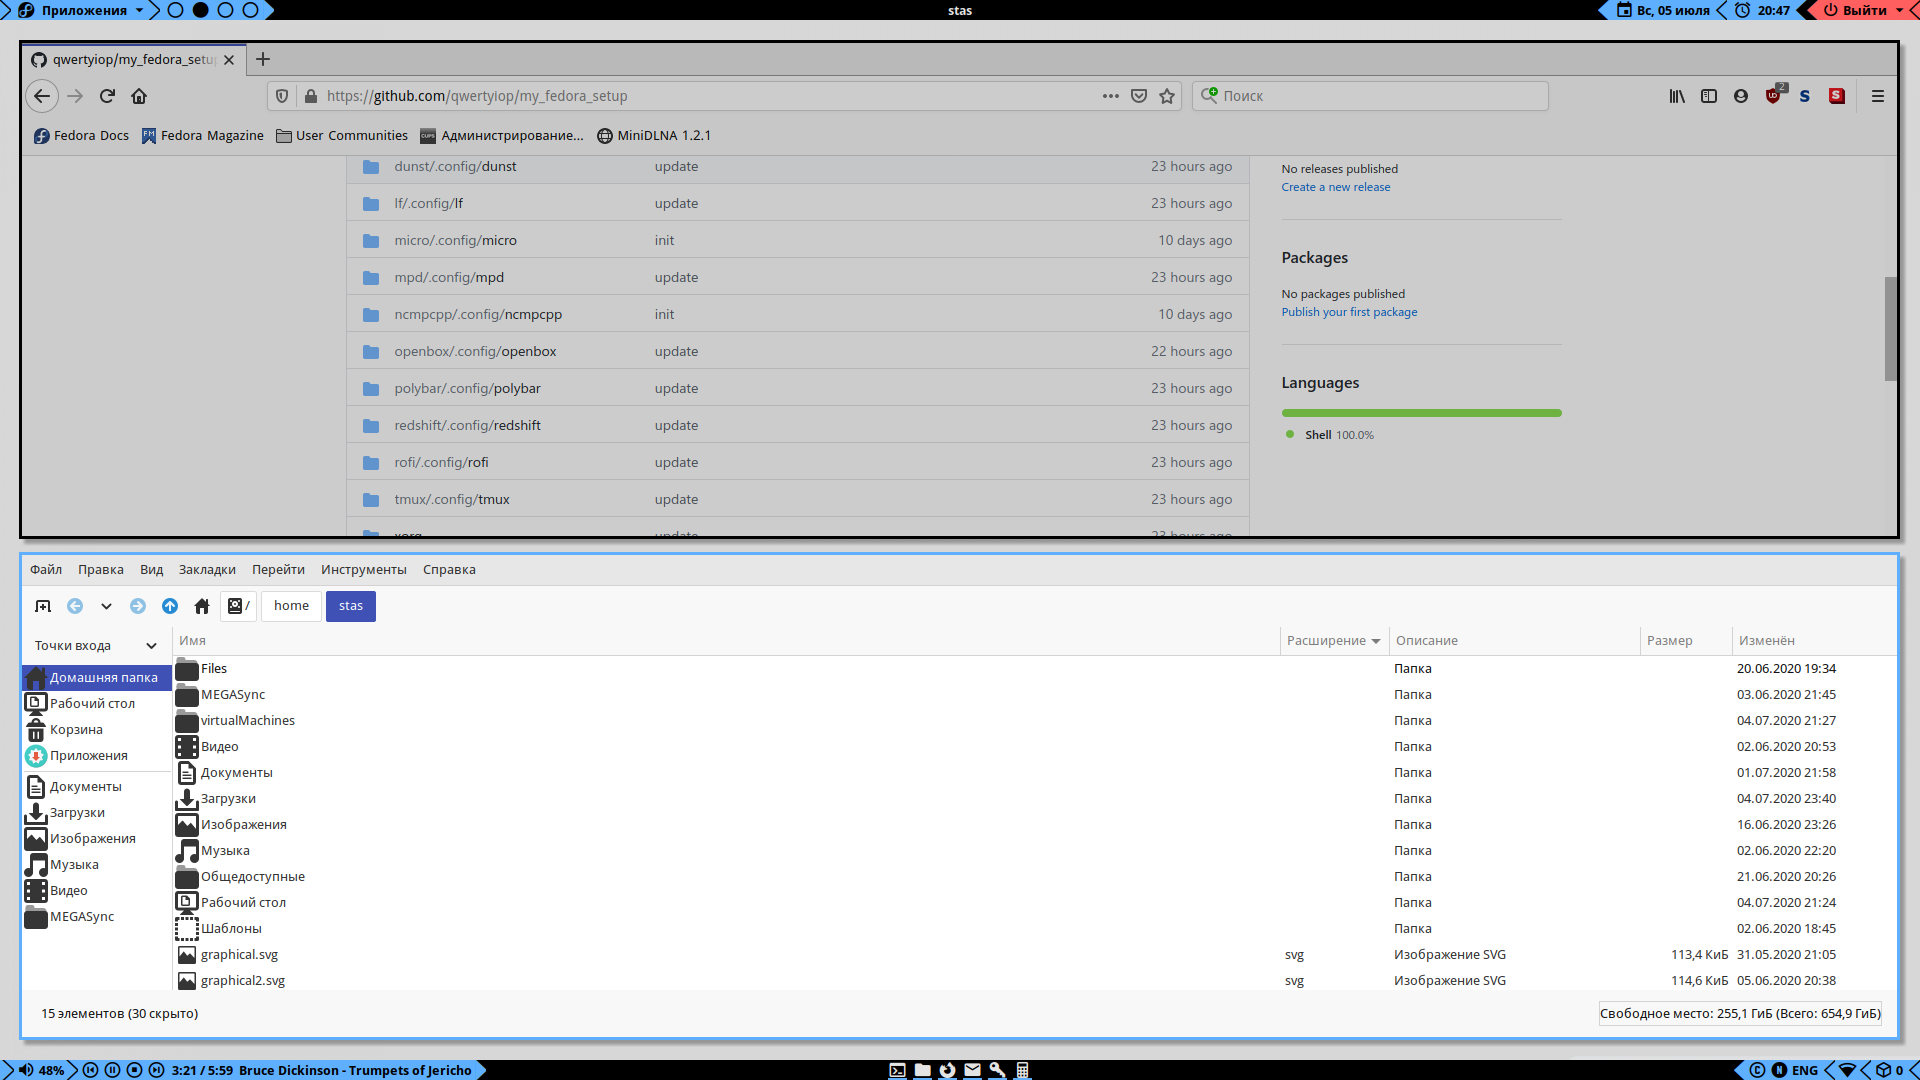 Приложения
stas
Вс, 05 июля
20:47
Выйти
qwertyiop/my_fedora_setu
https://github.com/qwertyiop/my_fedora_setup
Поиск
2
Fedora Docs
Fedora Magazine
User Communities
Администрирование...
MiniDLNA 1.2.1
dunst/.config/dunst update 23 hours ago
lf/.config/lf update 23 hours ago
micro/.config/micro init 10 days ago
mpd/.config/mpd update 23 hours ago
ncmpcpp/.config/ncmpcpp init 10 days ago
openbox/.config/openbox update 22 hours ago
polybar/.config/polybar update 23 hours ago
redshift/.config/redshift update 23 hours ago
rofi/.config/rofi update 23 hours ago
tmux/.config/tmux update 23 hours ago
xorg update 23 hours ago
No releases published
Create a new release
Packages
No packages published
Publish your first package
Languages
Shell 100.0%
Файл Правка Вид Закладки Перейти Инструменты Справка
/ home stas
Точки входа
Домашняя папка
Рабочий стол
Корзина
Приложения
Документы
Загрузки
Изображения
Музыка
Видео
MEGASync
Имя Расширение Описание Размер Изменён
Files Папка 20.06.2020 19:34
MEGASync Папка 03.06.2020 21:45
virtualMachines Папка 04.07.2020 21:27
Видео Папка 02.06.2020 20:53
Документы Папка 01.07.2020 21:58
Загрузки Папка 04.07.2020 23:40
Изображения Папка 16.06.2020 23:26
Музыка Папка 02.06.2020 22:20
Общедоступные Папка 21.06.2020 20:26
Рабочий стол Папка 04.07.2020 21:24
Шаблоны Папка 02.06.2020 18:45
graphical.svg svg Изображение SVG 113,4 КиБ 31.05.2020 21:05
graphical2.svg svg Изображение SVG 114,6 КиБ 05.06.2020 20:38
15 элементов (30 скрыто)
Свободное место: 255,1 ГиБ (Всего: 654,9 ГиБ)
48%
3:21 / 5:59 Bruce Dickinson - Trumpets of Jericho
C N ENG
0